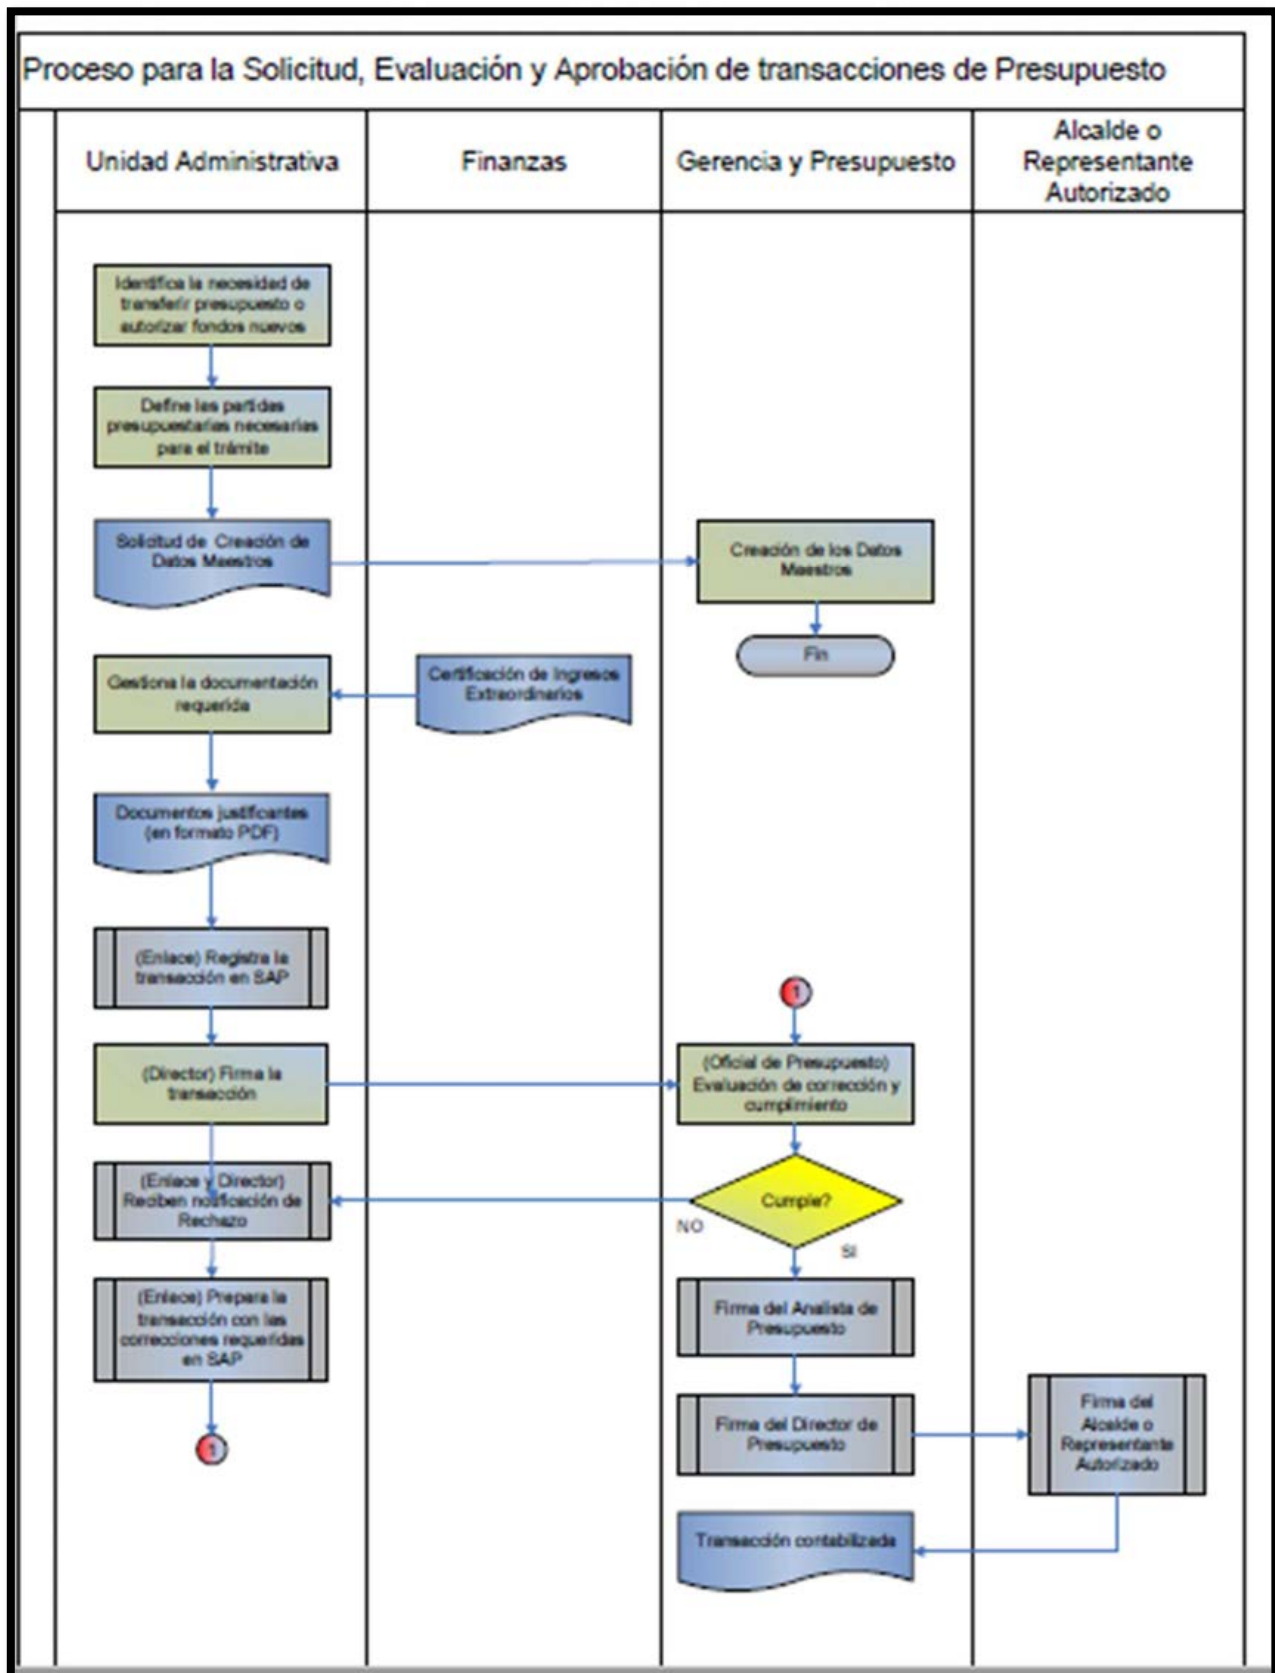 Proceso para la Solicitud, Evaluación y Aprobación de transacciones de Presupuesto
Unidad Administrativa
Finanzas
Gerencia y Presupuesto
Alcalde o
Representante
Autorizado
Identifica la necesidad de
transferir presupuesto o
autorizar fondos nuevos
Define las partidas
presupuestarias necesarias
para el trámite
Solicitud de Creación de
Datos Maestros
Creación de los Datos
Maestros
Fin
Gestiona la documentación
requerida
Certificación de Ingresos
Extraordinarios
Documentos justificantes
(en formato PDF)
(Enlace) Registra la
transacción en SAP
1
(Director) Firma la
transacción
(Oficial de Presupuesto)
Evaluación de corrección y
cumplimiento
(Enlace y Director)
Reciben notificación de
Rechazo
Cumple?
NO
SI
(Enlace) Prepara la
transacción con las
correcciones requeridas
en SAP
Firma del Analista de
Presupuesto
1
Firma del Director de
Presupuesto
Firma del
Alcalde o
Representante
Autorizado
Transacción contabilizada